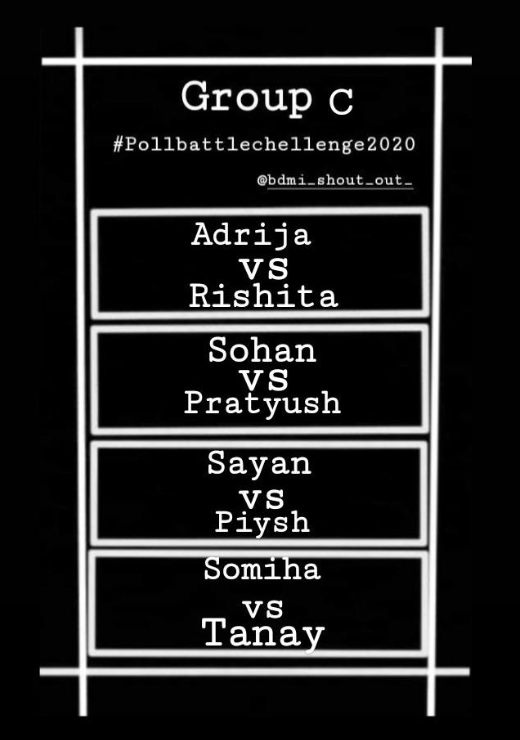 Group C
#Pollbattlechellenge2020
@bdmi_shout_out_
Adrija
vs
Rishita
Sohan
vs
Pratyush
Sayan
vs
Piysh
Somiha
vs
Tanay